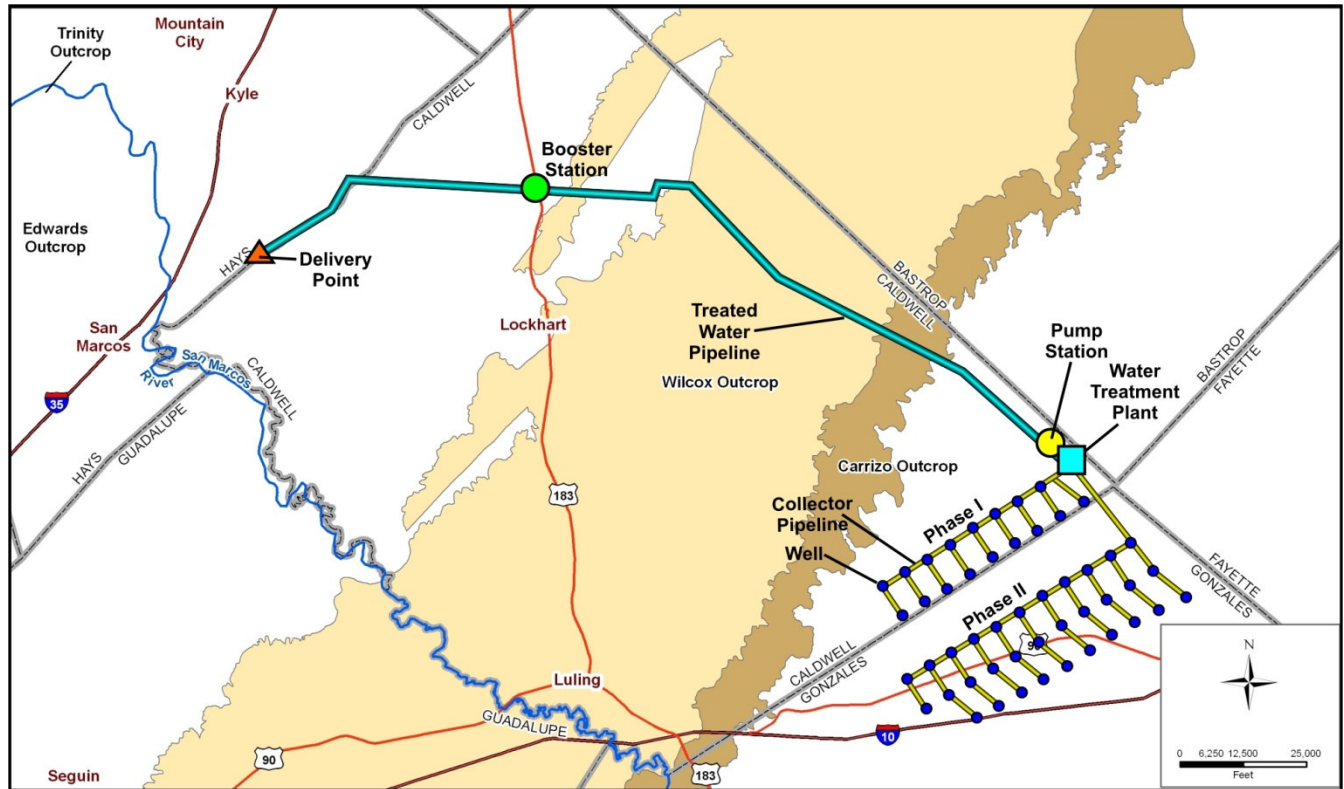 Trinity
Outcrop
Mountain
City
Kyle
CALDWELL
Booster
Station
Edwards
Outcrop
HAYS
Delivery
Point
BASTROP
CALDWELL
Treated
Water
Pipeline
Lockhart
Wilcox Outcrop
Pump
Station
Water
Treatment
Plant
BASTROP
FAYETTE
San
Marcos
San Marcos
River
CALDWELL
35
HAYS
GUADALUPE
Carrizo Outcrop
183
Collector
Pipeline
Well
Phase I
Phase II
FAYETTE
GONZALES
90
CALDWELL
GONZALES
Luling
GUADALUPE
N
10
90
183
Seguin
0 6,250 12,500 25,000
Feet